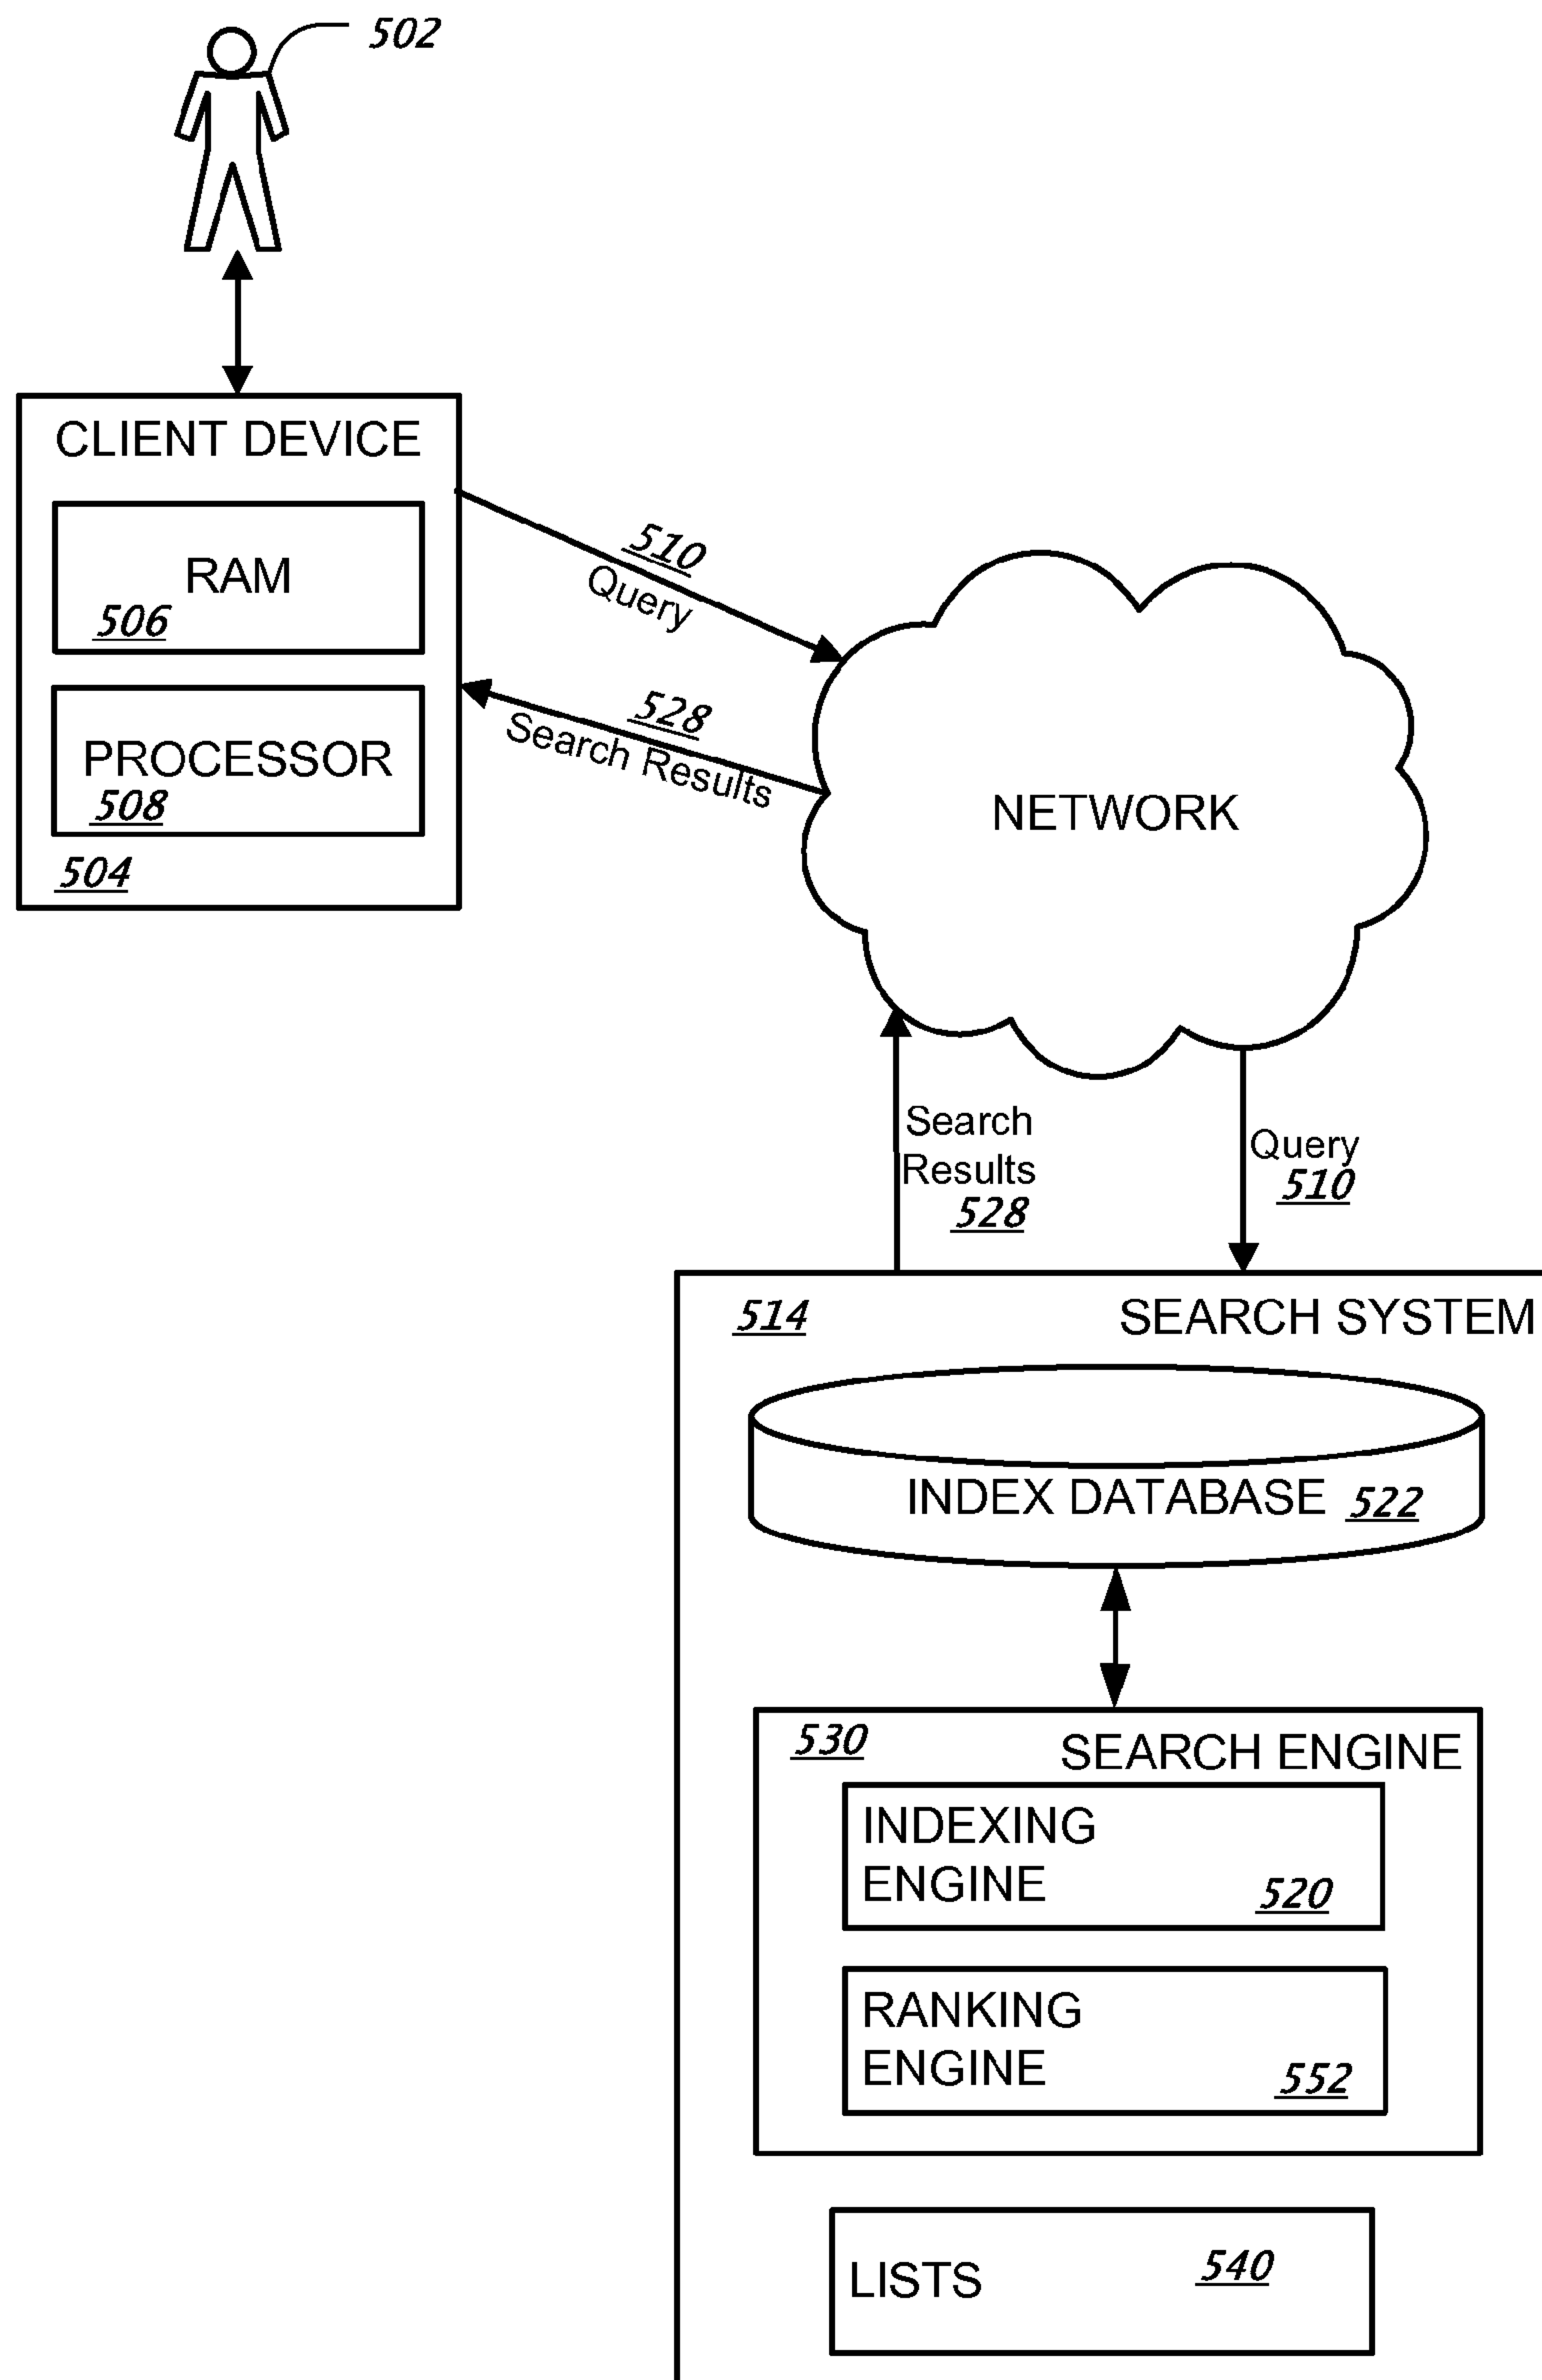 502
CLIENT DEVICE
RAM
506
PROCESSOR
508
504
510
Query
528
Search Results
NETWORK
Search
Results
528
Query
510
514
SEARCH SYSTEM
INDEX DATABASE 522
530
SEARCH ENGINE
INDEXING
ENGINE
520
RANKING
ENGINE
552
LISTS
540